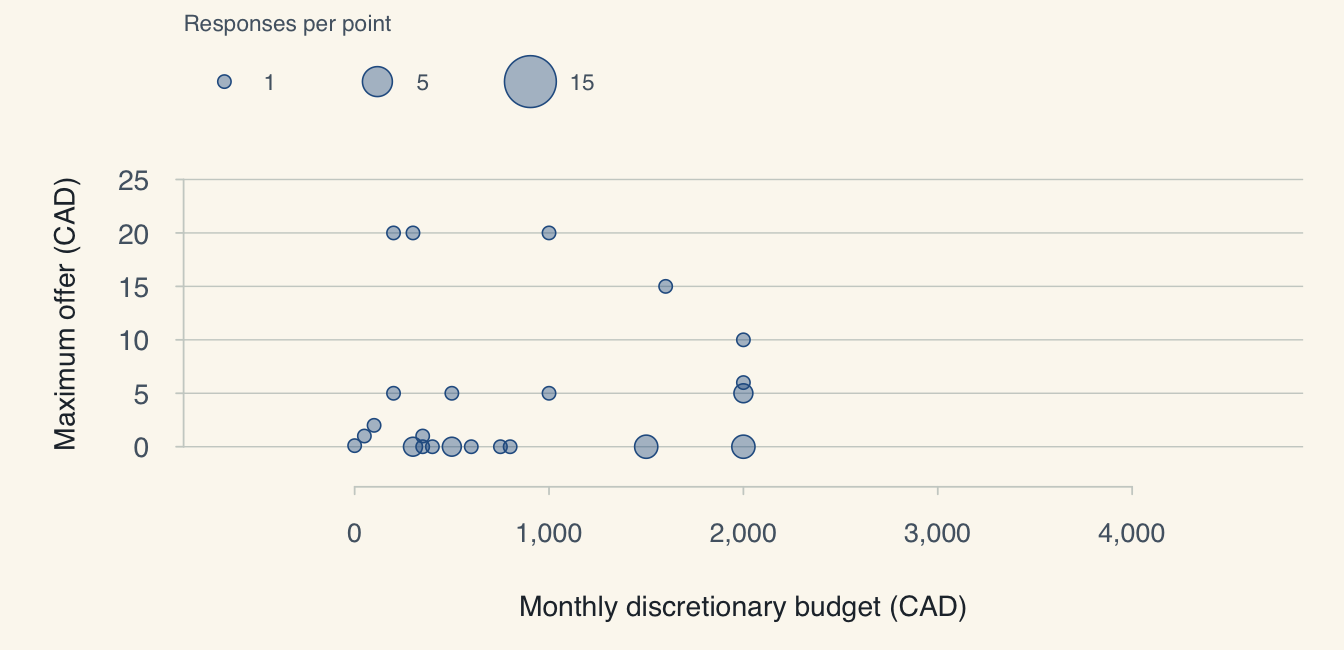 Responses per point
1 5 15
Maximum offer (CAD)
25
20
15
10
5
0
0 1,000 2,000 3,000 4,000
Monthly discretionary budget (CAD)